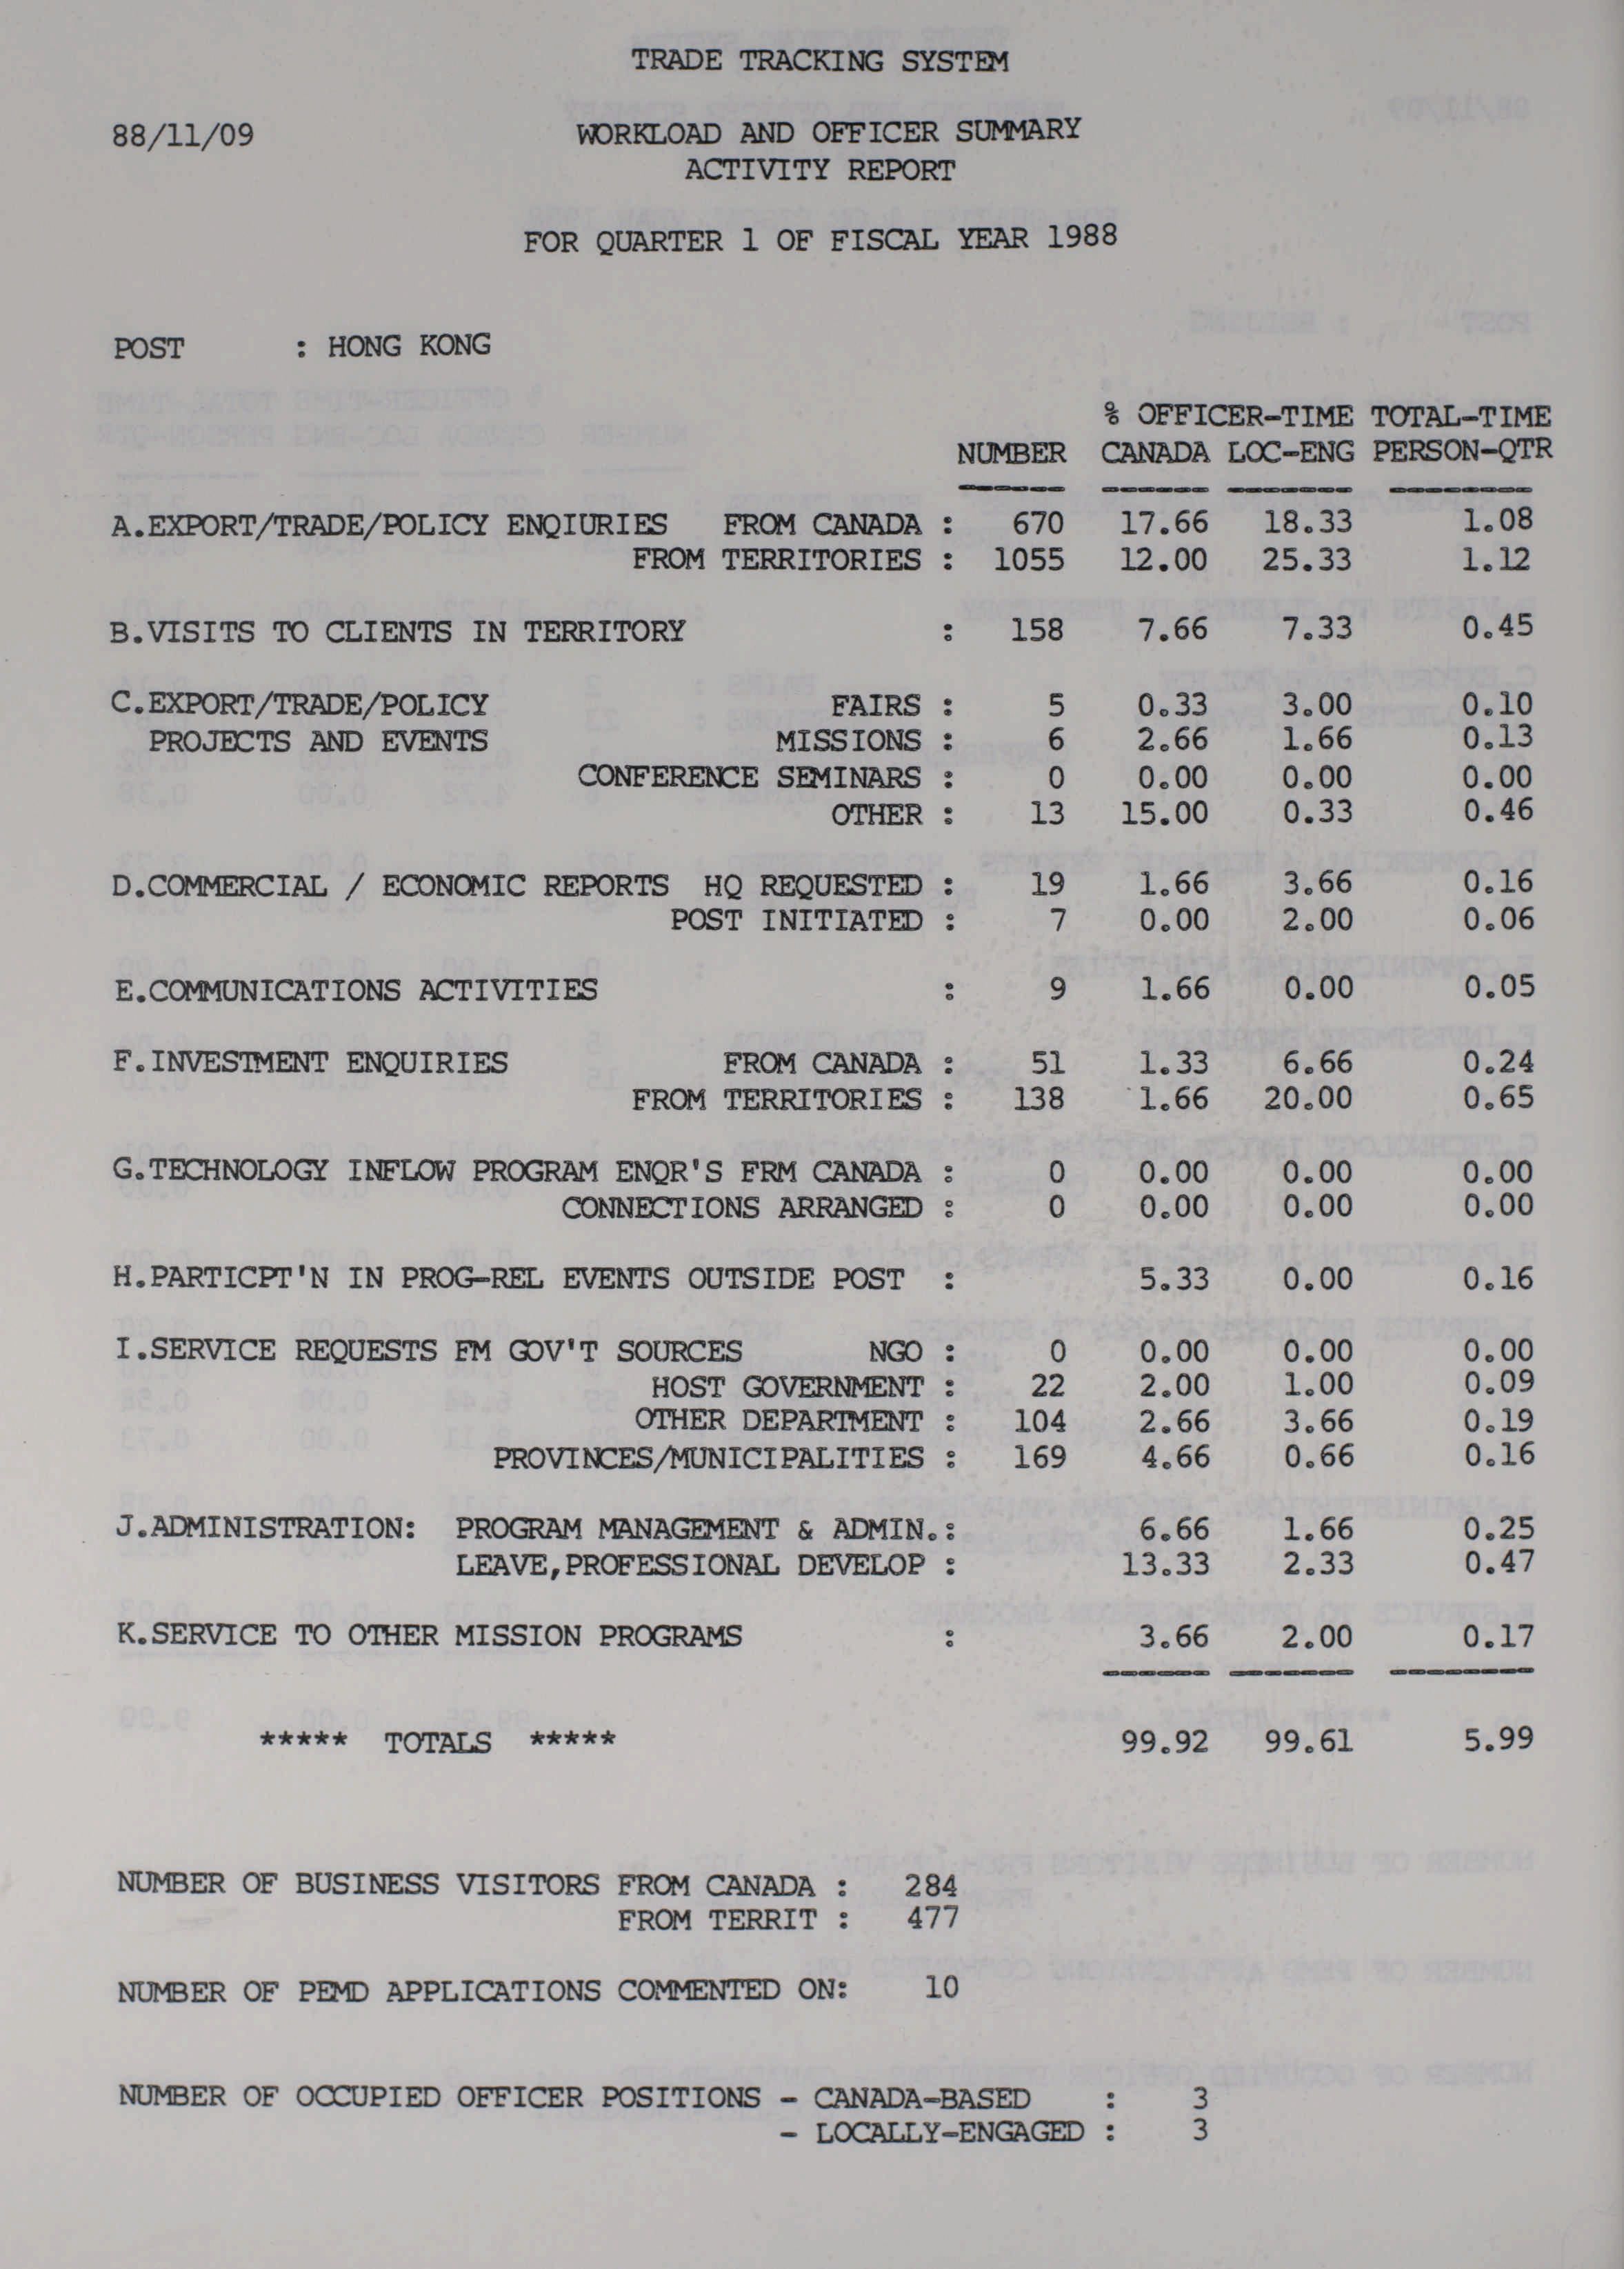 TRADE TRACKING SYSTEM
88/11/09 WORKLOAD AND OFFICER SUMMARY
ACTIVITY REPORT
FOR QUARTER 1 OF FISCAL YEAR 1988
POST : HONG KONG
% OFFICER-TIME TOTAL-TIME
NUMBER CANADA LOC-ENG PERSON-QTR
A.EXPORT/TRADE/POLICY ENQIURIES FROM CANADA : 670 17.66 18.33 1.08
FROM TERRITORIES : 1055 12.00 25.33 1.12
B.VISITS TO CLIENTS IN TERRITORY : 158 7.66 7.33 0.45
C.EXPORT/TRADE/POLICY FAIRS : 5 0.33 3.00 0.10
PROJECTS AND EVENTS MISSIONS : 6 2.66 1.66 0.13
CONFERENCE SEMINARS : 0 0.00 0.00 0.00
OTHER : 13 15.00 0.33 0.46
D.COMMERCIAL / ECONOMIC REPORTS HQ REQUESTED : 19 1.66 3.66 0.16
POST INITIATED : 7 0.00 2.00 0.06
E.COMMUNICATIONS ACTIVITIES : 9 1.66 0.00 0.05
F.INVESTMENT ENQUIRIES FROM CANADA : 51 1.33 6.66 0.24
FROM TERRITORIES : 138 1.66 20.00 0.65
G.TECHNOLOGY INFLOW PROGRAM ENQR'S FRM CANADA : 0 0.00 0.00 0.00
CONNECTIONS ARRANGED : 0 0.00 0.00 0.00
H.PARTICPT'N IN PROG-REL EVENTS OUTSIDE POST : 5.33 0.00 0.16
I.SERVICE REQUESTS FM GOV'T SOURCES NGO : 0 0.00 0.00 0.00
HOST GOVERNMENT : 22 2.00 1.00 0.09
OTHER DEPARTMENT : 104 2.66 3.66 0.19
PROVINCES/MUNICIPALITIES : 169 4.66 0.66 0.16
J.ADMINISTRATION: PROGRAM MANAGEMENT & ADMIN.: 6.66 1.66 0.25
LEAVE,PROFESSIONAL DEVELOP : 13.33 2.33 0.47
K.SERVICE TO OTHER MISSION PROGRAMS : 3.66 2.00 0.17
***** TOTALS ***** 99.92 99.61 5.99
NUMBER OF BUSINESS VISITORS FROM CANADA : 284
FROM TERRIT : 477
NUMBER OF PEMD APPLICATIONS COMMENTED ON: 10
NUMBER OF OCCUPIED OFFICER POSITIONS - CANADA-BASED : 3
- LOCALLY-ENGAGED : 3